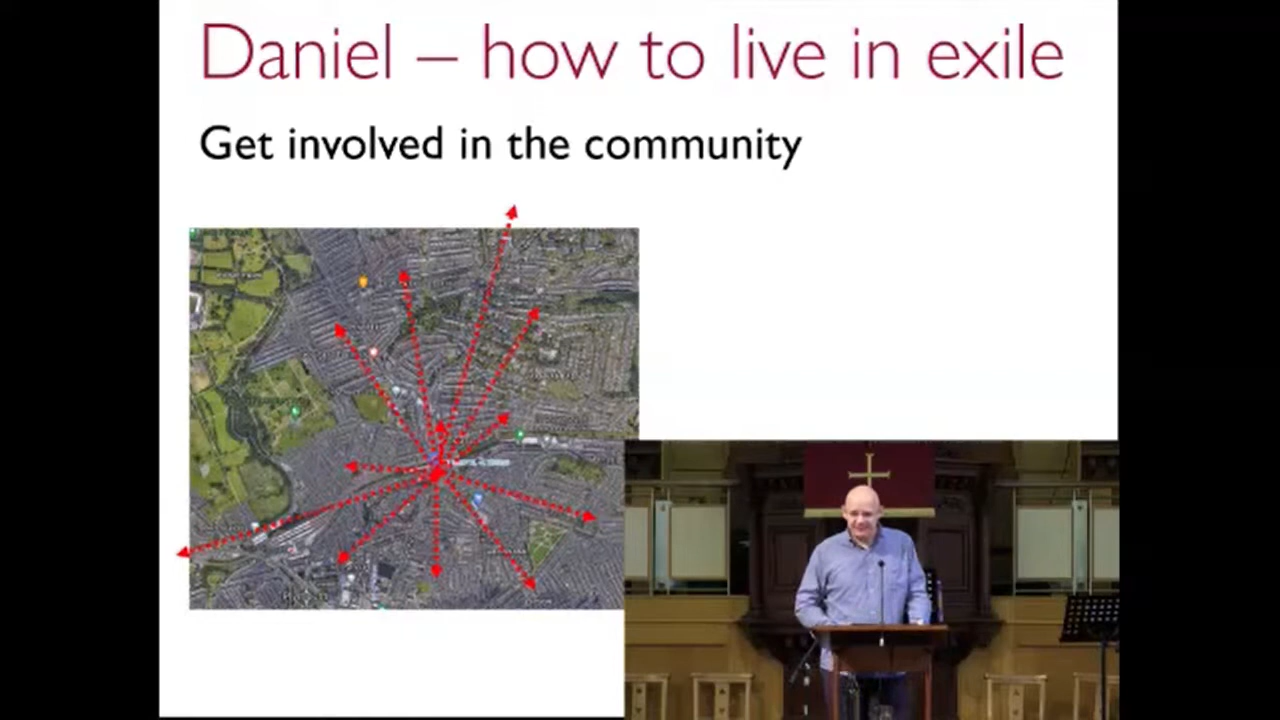 Daniel – how to live in exile
Get involved in the community